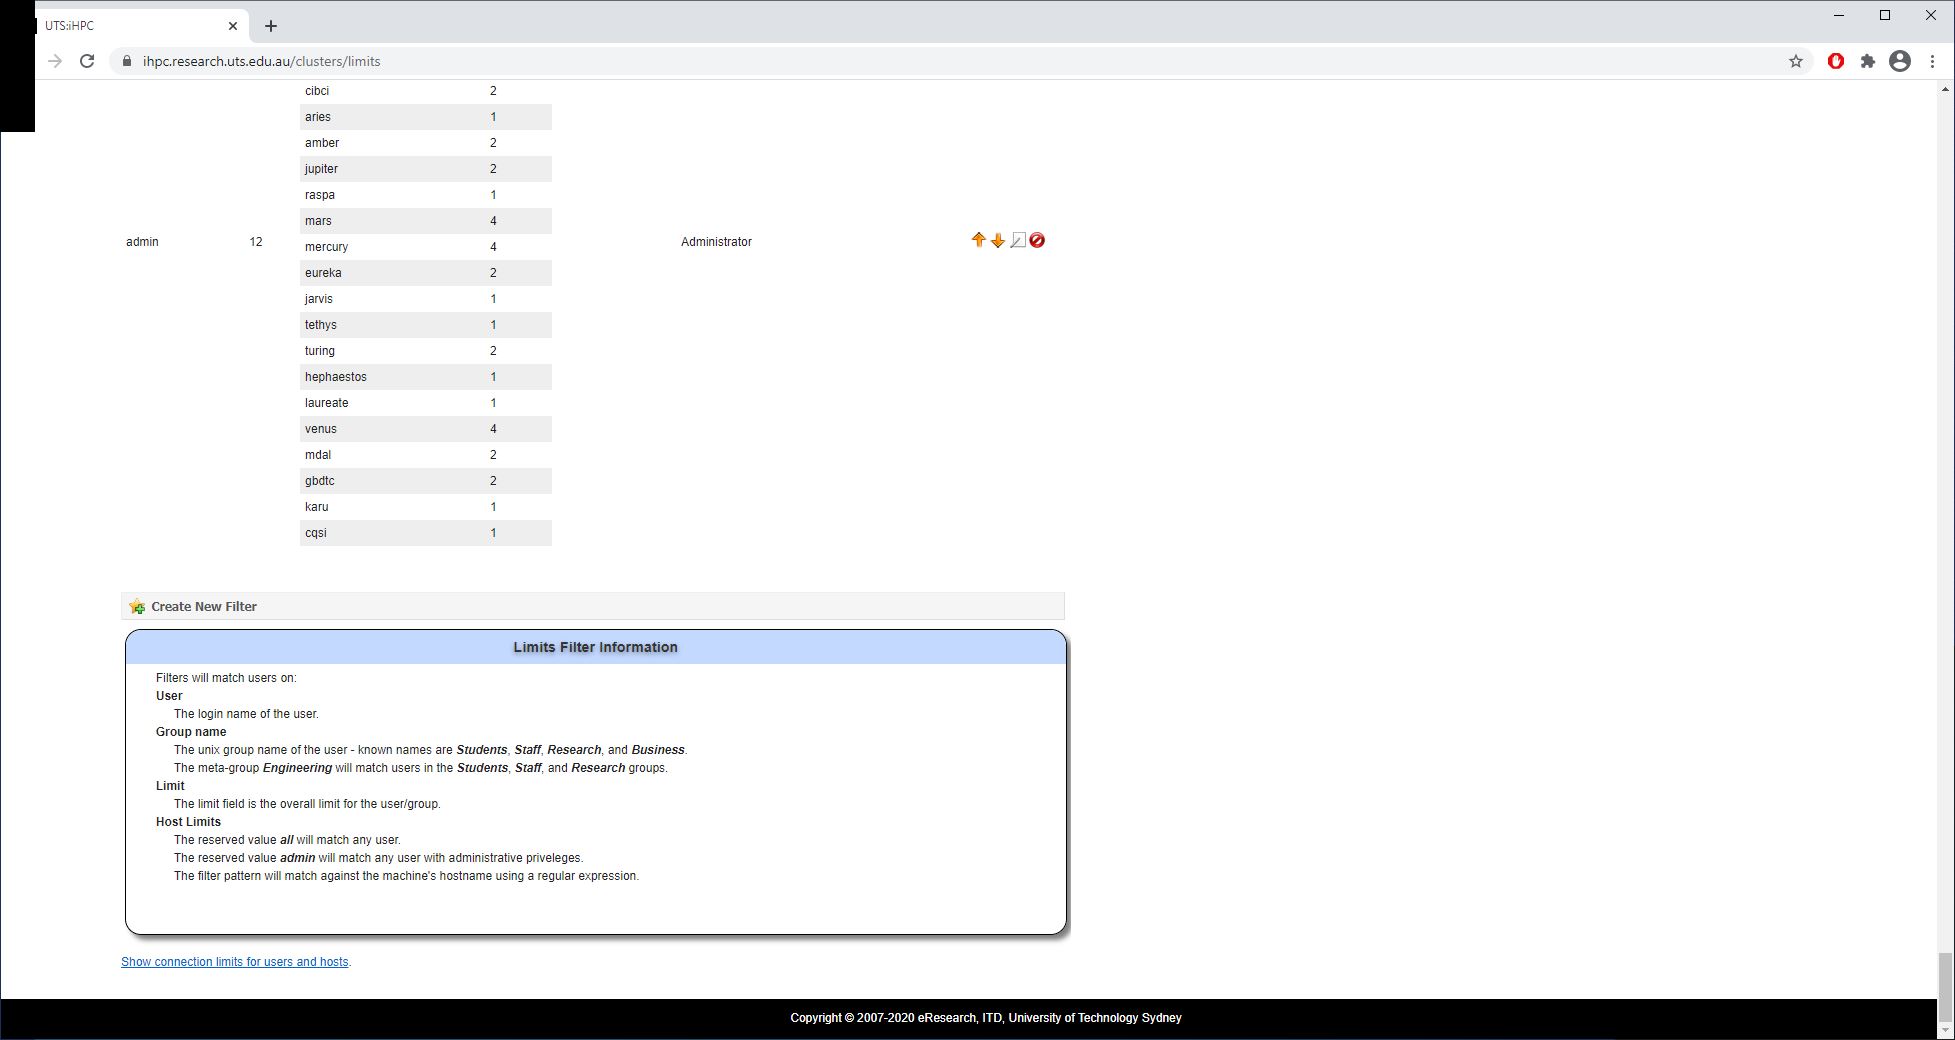 UTS:iHPC
ihpc.research.uts.edu.au/clusters/limits
cibci 2
aries 1
amber 2
jupiter 2
raspa 1
mars 4
admin 12 Administrator
mercury 4
eureka 2
jarvis 1
tethys 1
turing 2
hephaestos 1
laureate 1
venus 4
mdal 2
gbdtc 2
karu 1
cqsi 1
Create New Filter
Limits Filter Information
Filters will match users on:
User
The login name of the user.
Group name
The unix group name of the user - known names are Students, Staff, Research, and Business.
The meta-group Engineering will match users in the Students, Staff, and Research groups.
Limit
The limit field is the overall limit for the user/group.
Host Limits
The reserved value all will match any user.
The reserved value admin will match any user with administrative priveleges.
The filter pattern will match against the machine's hostname using a regular expression.
Show connection limits for users and hosts.
Copyright © 2007-2020 eResearch, ITD, University of Technology Sydney